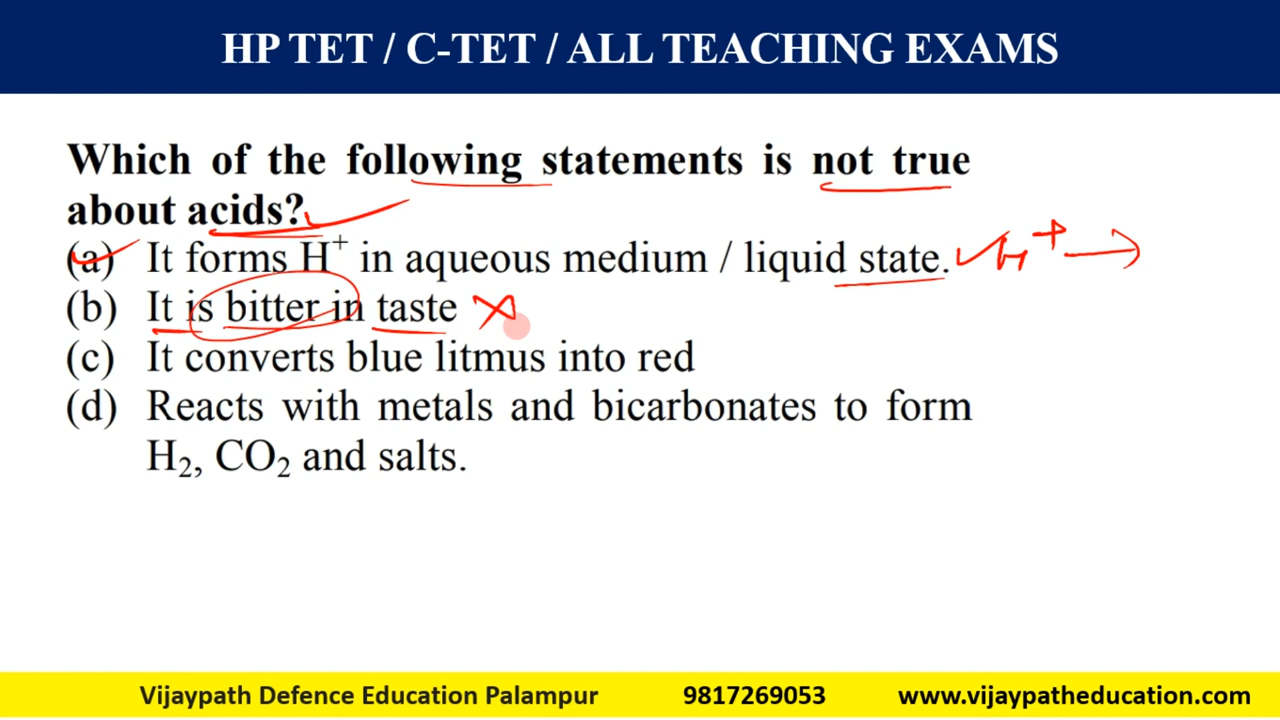 HP TET / C-TET / ALL TEACHING EXAMS
Which of the following statements is not true
about acids?
(a) It forms H⁺ in aqueous medium / liquid state. H⁺ →
(b) It is bitter in taste
(c) It converts blue litmus into red
(d) Reacts with metals and bicarbonates to form
H₂, CO₂ and salts.
Vijaypath Defence Education Palampur 9817269053 www.vijaypatheducation.com